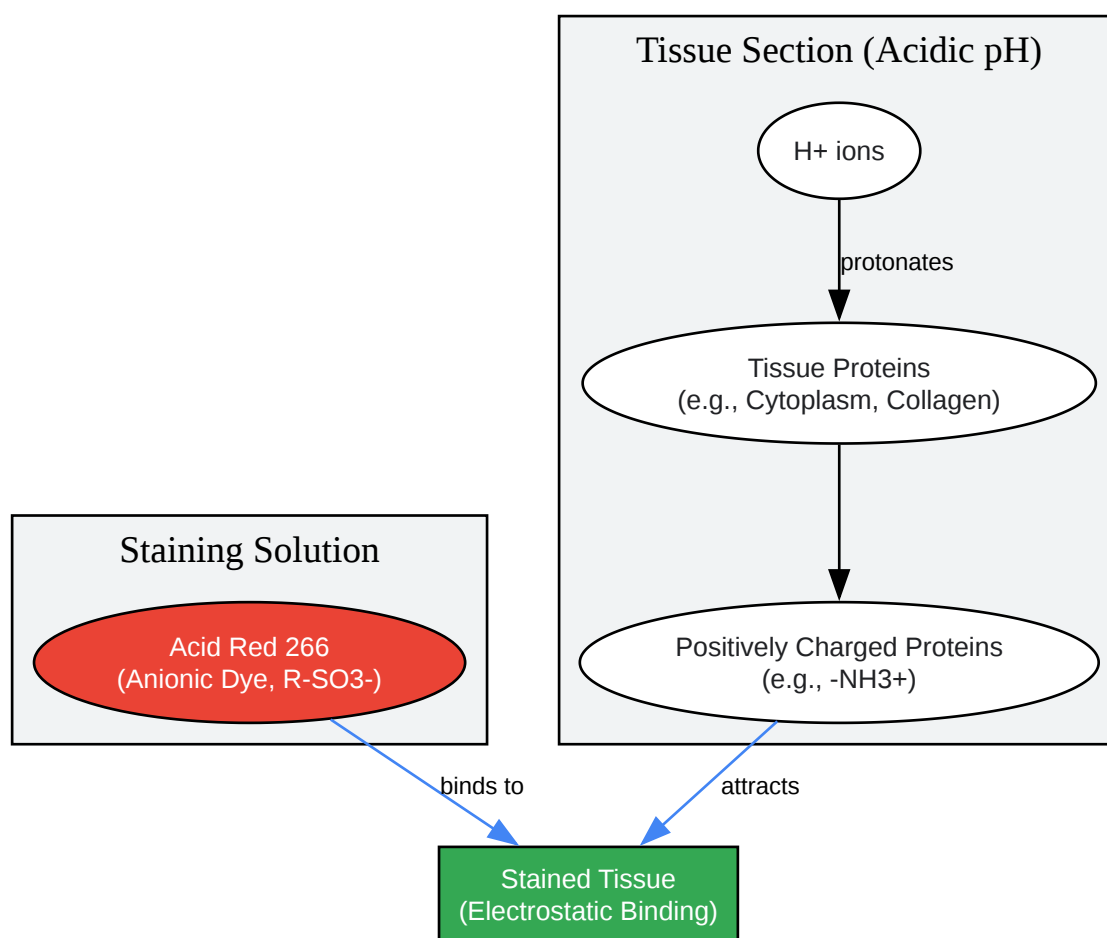 Tissue Section (Acidic pH)
H+ ions
protonates
Tissue Proteins
(e.g., Cytoplasm, Collagen)
Staining Solution
Acid Red 266
(Anionic Dye, R-SO3-)
Positively Charged Proteins
(e.g., -NH3+)
binds to
attracts
Stained Tissue
(Electrostatic Binding)